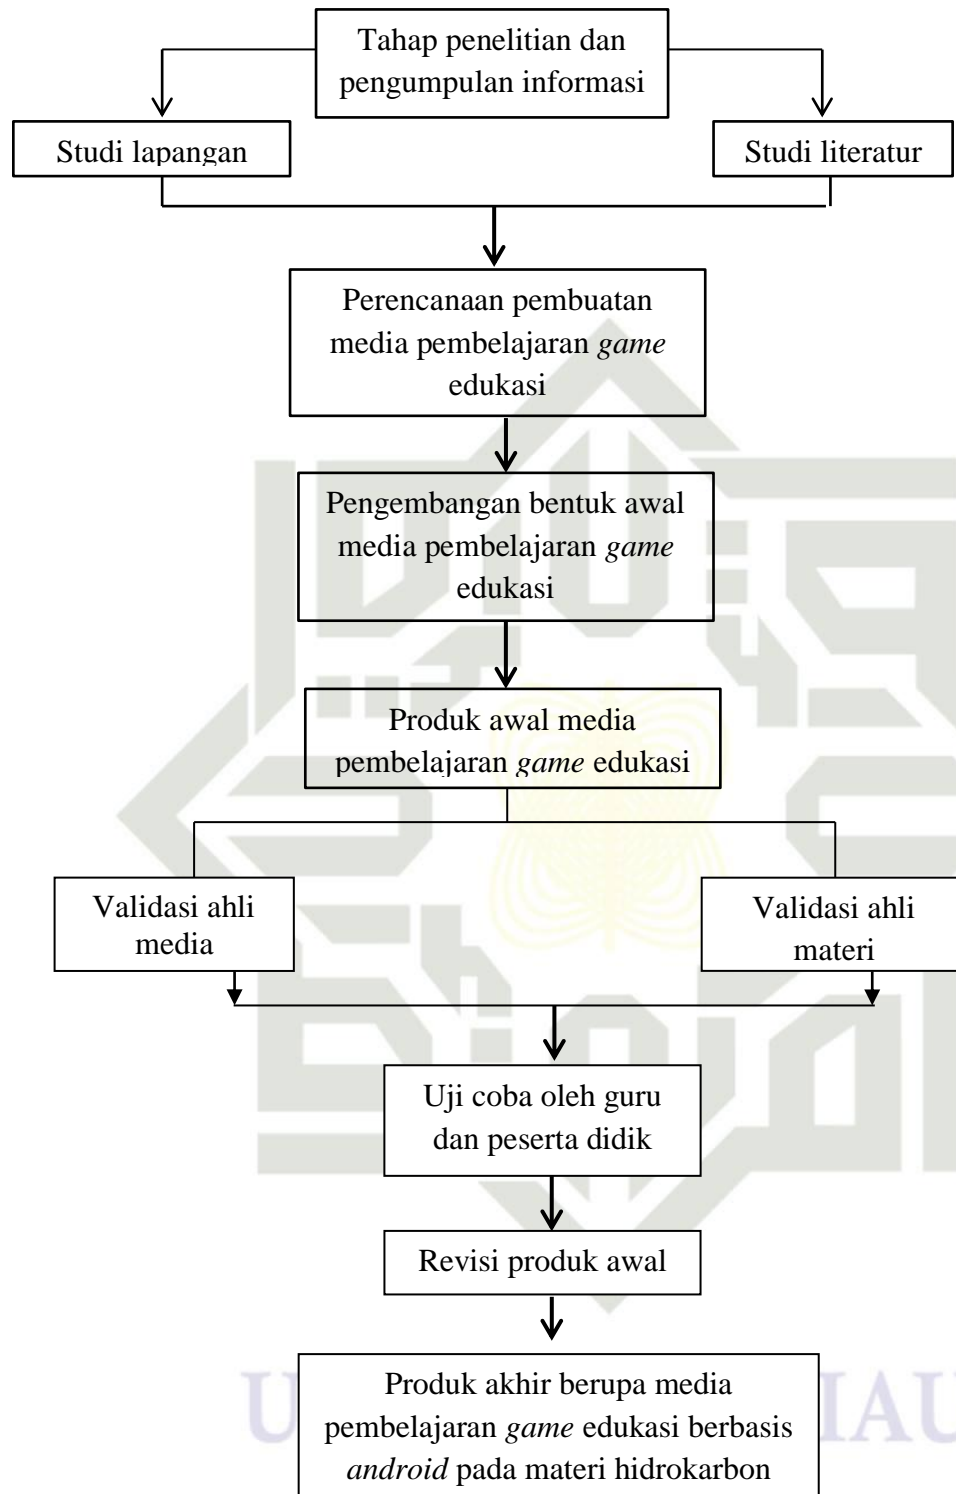 Tahap penelitian dan
pengumpulan informasi
Studi lapangan
Studi literatur
Perencanaan pembuatan
media pembelajaran game
edukasi
Pengembangan bentuk awal
media pembelajaran game
edukasi
Produk awal media
pembelajaran game edukasi
Validasi ahli
media
Validasi ahli
materi
Uji coba oleh guru
dan peserta didik
Revisi produk awal
Produk akhir berupa media
pembelajaran game edukasi berbasis
android pada materi hidrokarbon